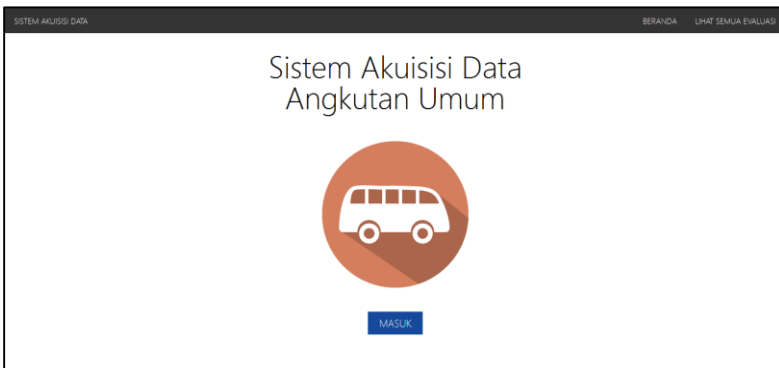 SISTEM AKUISISI DATA
BERANDA LIHAT SEMUA EVALUASI
Sistem Akuisisi Data
Angkutan Umum
MASUK